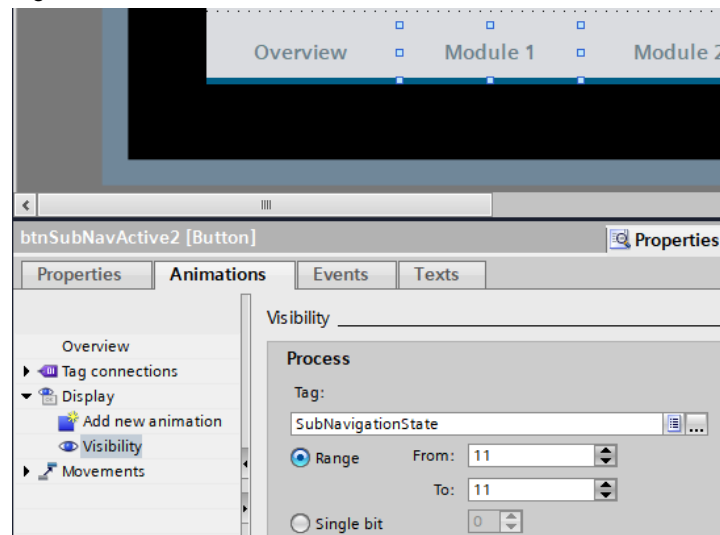 Overview Module 1 Module 2
btnSubNavActive2 [Button] Properties
Properties Animations Events Texts
Visibility
Overview
Process
Tag connections
Tag:
Display
Add new animation
SubNavigationState ...
Visibility
Range From: 11
Movements
To: 11
Single bit 0